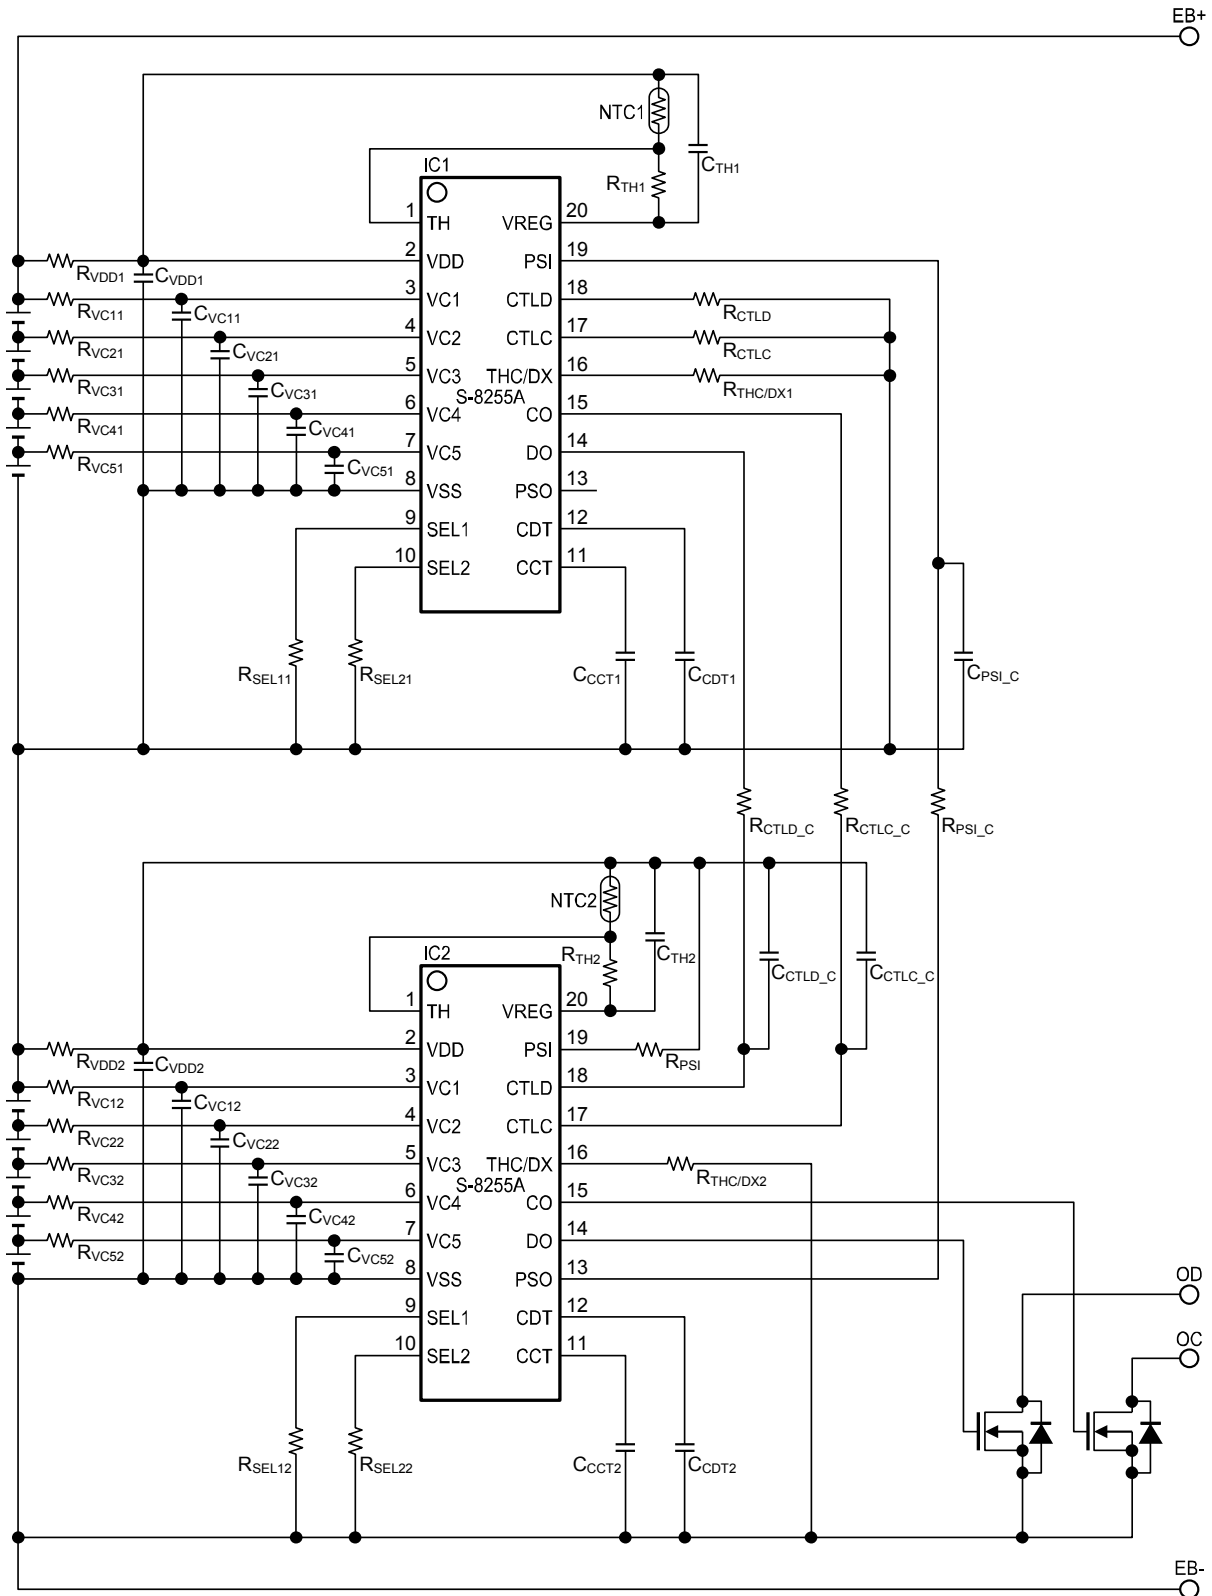 EB+
NTC1
CTH1
RTH1
IC1
1 TH VREG 20
2 VDD PSI 19
3 VC1 CTLD 18
4 VC2 CTLC 17
5 VC3 THC/DX 16
S-8255A
6 VC4 CO 15
7 VC5 DO 14
8 VSS PSO 13
9 SEL1 CDT 12
10 SEL2 CCT 11
RVDD1 CVDD1
RVC11 CVC11
RVC21 CVC21
RVC31 CVC31
RVC41 CVC41
RVC51 CVC51
RCTLD
RCTLC
RTHC/DX1
RSEL11 RSEL21 CCCT1 CCDT1 CPSI_C
RCTLD_C RCTLC_C RPSI_C
NTC2
RTH2 CTH2 CCTLD_C CCTLC_C
IC2
1 TH VREG 20
2 VDD PSI 19
3 VC1 CTLD 18
4 VC2 CTLC 17
5 VC3 THC/DX 16
S-8255A
6 VC4 CO 15
7 VC5 DO 14
8 VSS PSO 13
9 SEL1 CDT 12
10 SEL2 CCT 11
RVDD2 CVDD2
RVC12 CVC12
RVC22 CVC22
RVC32 CVC32
RVC42 CVC42
RVC52 CVC52
RPSI
RTHC/DX2
OD
OC
RSEL12 RSEL22 CCCT2 CCDT2
EB-